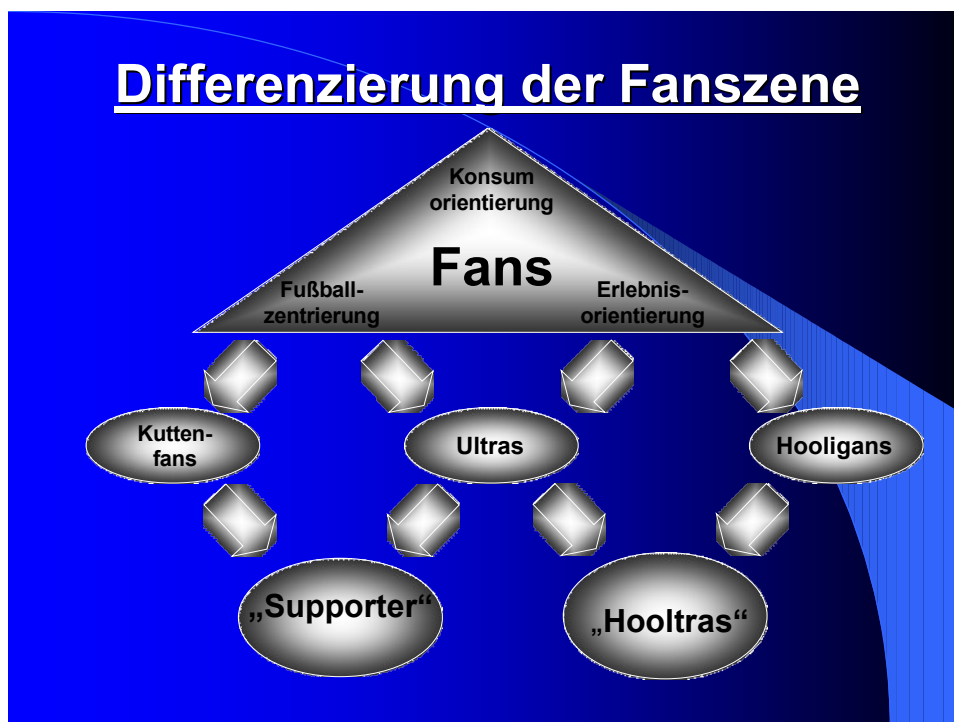 Differenzierung der Fanszene
Konsum
orientierung
Fans
Fußball-
zentrierung
Erlebnis-
orientierung
Kutten-
fans
Ultras
Hooligans
„Supporter“
„Hooltras“